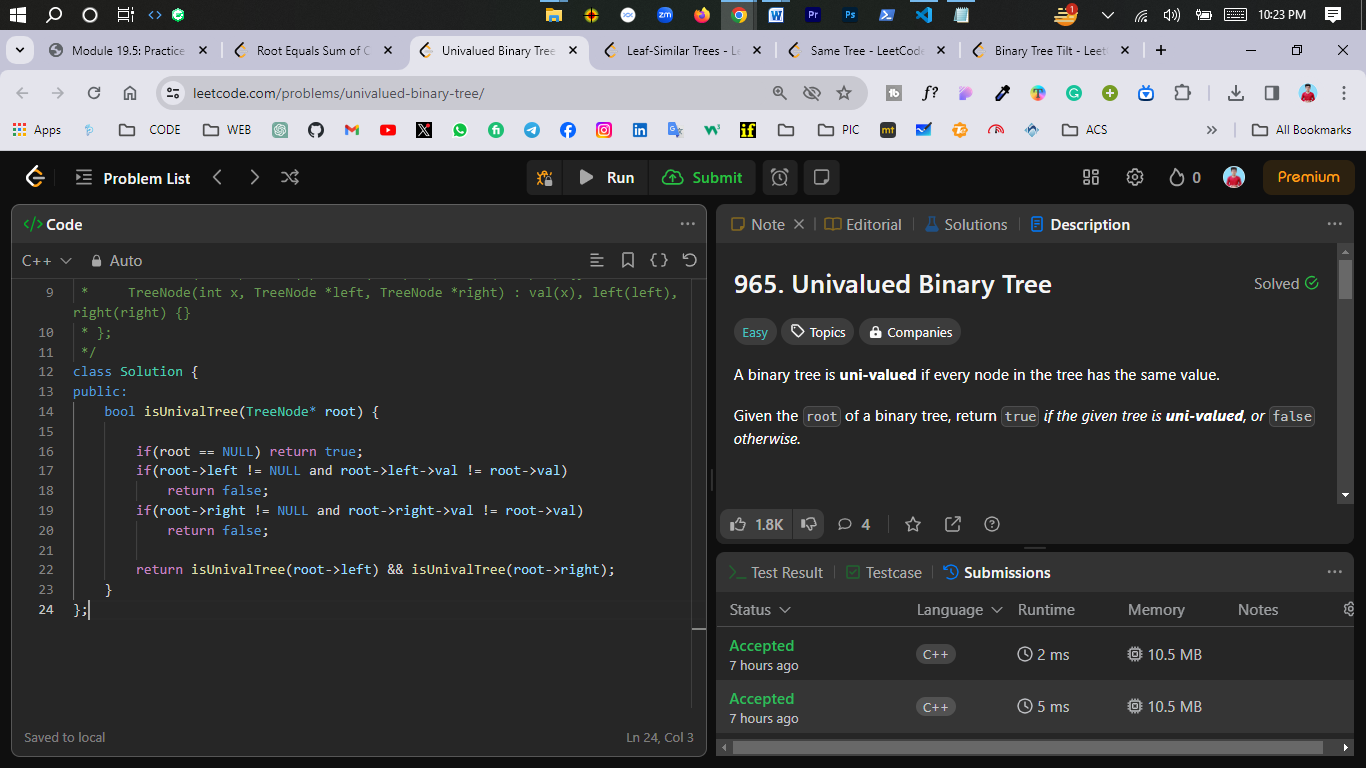 10:23 PM
Module 19.5: Practice
Root Equals Sum of C
Univalued Binary Tree
Leaf-Similar Trees - Le
Same Tree - LeetCode
Binary Tree Tilt - Leet
leetcode.com/problems/univalued-binary-tree/
Apps
CODE
WEB
PIC
ACS
All Bookmarks
Problem List
Run
Submit
0
Premium
</> Code
C++
Auto
9 * TreeNode(int x, TreeNode *left, TreeNode *right) : val(x), left(left),
right(right) {}
10 * };
11 */
12 class Solution {
13 public:
14 bool isUnivalTree(TreeNode* root) {
15
16 if(root == NULL) return true;
17 if(root->left != NULL and root->left->val != root->val)
18 return false;
19 if(root->right != NULL and root->right->val != root->val)
20 return false;
21
22 return isUnivalTree(root->left) && isUnivalTree(root->right);
23 }
24 };
Saved to local
Ln 24, Col 3
Note
Editorial
Solutions
Description
965. Univalued Binary Tree
Solved
Easy
Topics
Companies
A binary tree is uni-valued if every node in the tree has the same value.
Given the root of a binary tree, return true if the given tree is uni-valued, or false
otherwise.
1.8K
4
Test Result
Testcase
Submissions
Status Language Runtime Memory Notes
Accepted
7 hours ago
C++ 2 ms 10.5 MB
Accepted
7 hours ago
C++ 5 ms 10.5 MB